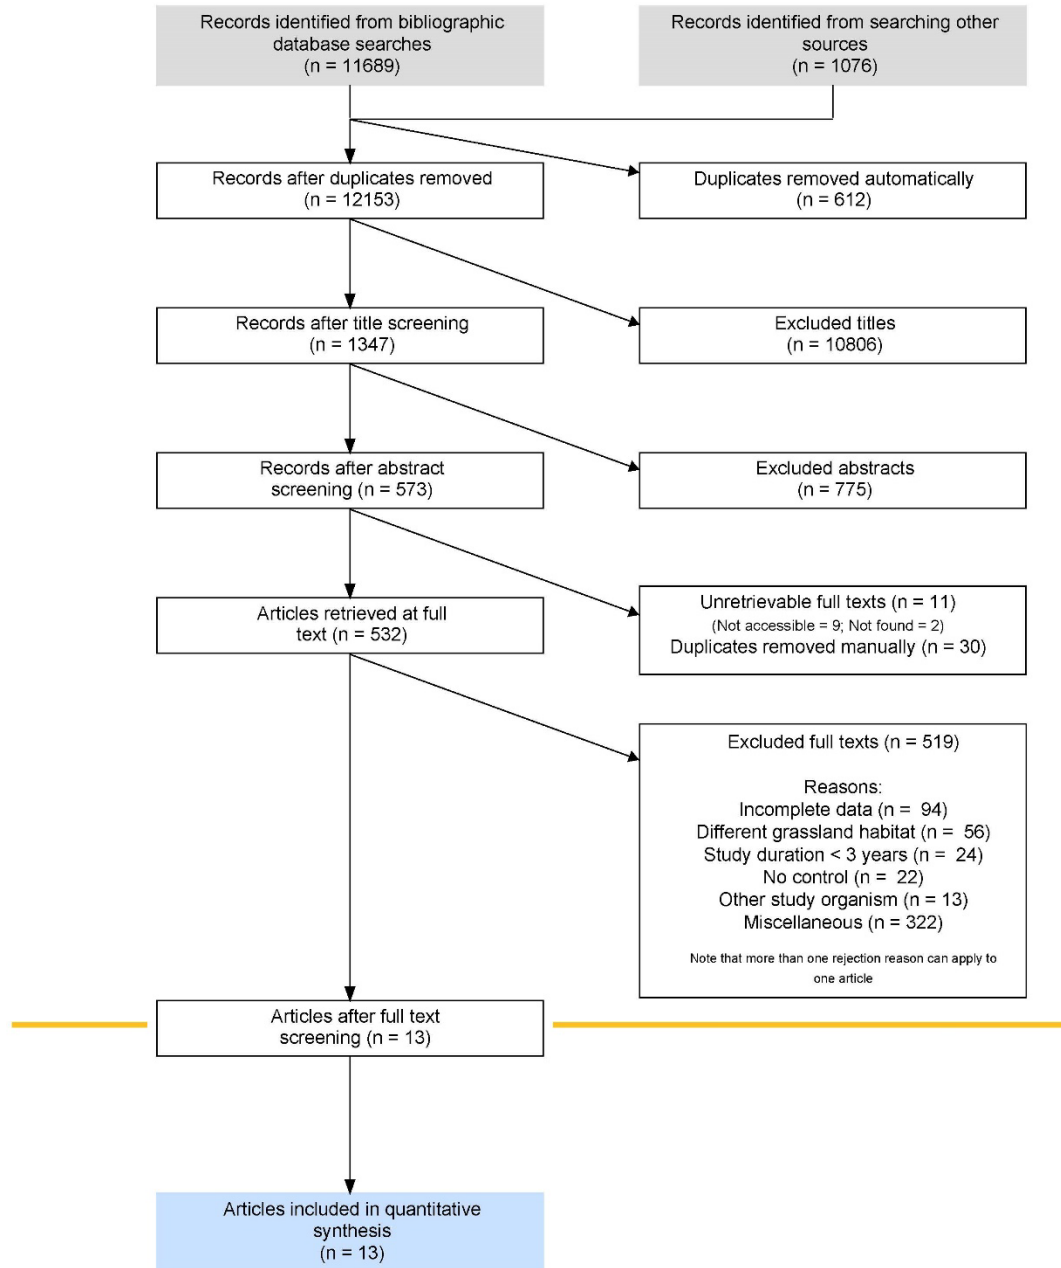 Records identified from bibliographic
database searches
(n = 11689)
Records identified from searching other
sources
(n = 1076)
Records after duplicates removed
(n = 12153)
Duplicates removed automatically
(n = 612)
Records after title screening
(n = 1347)
Excluded titles
(n = 10806)
Records after abstract
screening (n = 573)
Excluded abstracts
(n = 775)
Articles retrieved at full
text (n = 532)
Unretrievable full texts (n = 11)
(Not accessible = 9; Not found = 2)
Duplicates removed manually (n = 30)
Excluded full texts (n = 519)
Reasons:
Incomplete data (n = 94)
Different grassland habitat (n = 56)
Study duration < 3 years (n = 24)
No control (n = 22)
Other study organism (n = 13)
Miscellaneous (n = 322)
Note that more than one rejection reason can apply to
one article
Articles after full text
screening (n = 13)
Articles included in quantitative
synthesis
(n = 13)